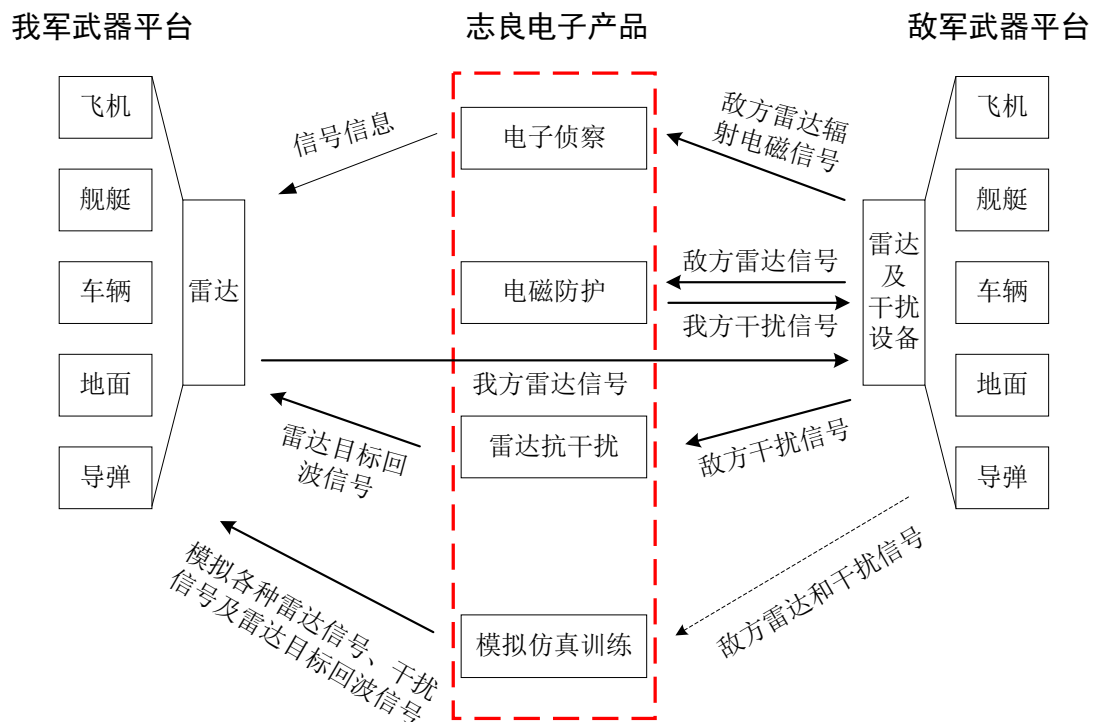 我军武器平台
志良电子产品
敌军武器平台
飞机
舰艇
车辆
地面
导弹
雷达
信号信息
电子侦察
敌方雷达辐
射电磁信号
电磁防护
敌方雷达信号
我方干扰信号
我方雷达信号
雷达目标回
波信号
雷达抗干扰
敌方干扰信号
模拟各种雷达信号、干扰
信号及雷达目标回波信号
模拟仿真训练
敌方雷达和干扰信号
雷达
及
干扰
设备
飞机
舰艇
车辆
地面
导弹